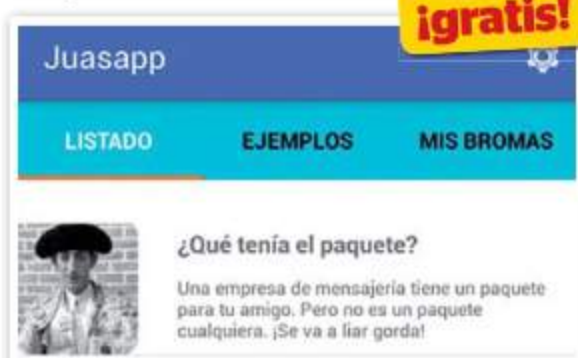 ¡gratis!
Juasapp
LISTADO EJEMPLOS MIS BROMAS
¿Qué tenía el paquete?
Una empresa de mensajería tiene un paquete
para tu amigo. Pero no es un paquete
cualquiera. ¡Se va a liar gorda!